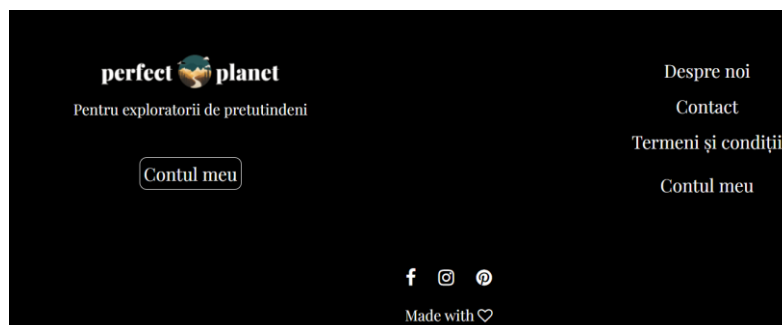 perfect planet
Pentru exploratorii de pretutindeni
Contul meu
Despre noi
Contact
Termeni și condiții
Contul meu
Made with